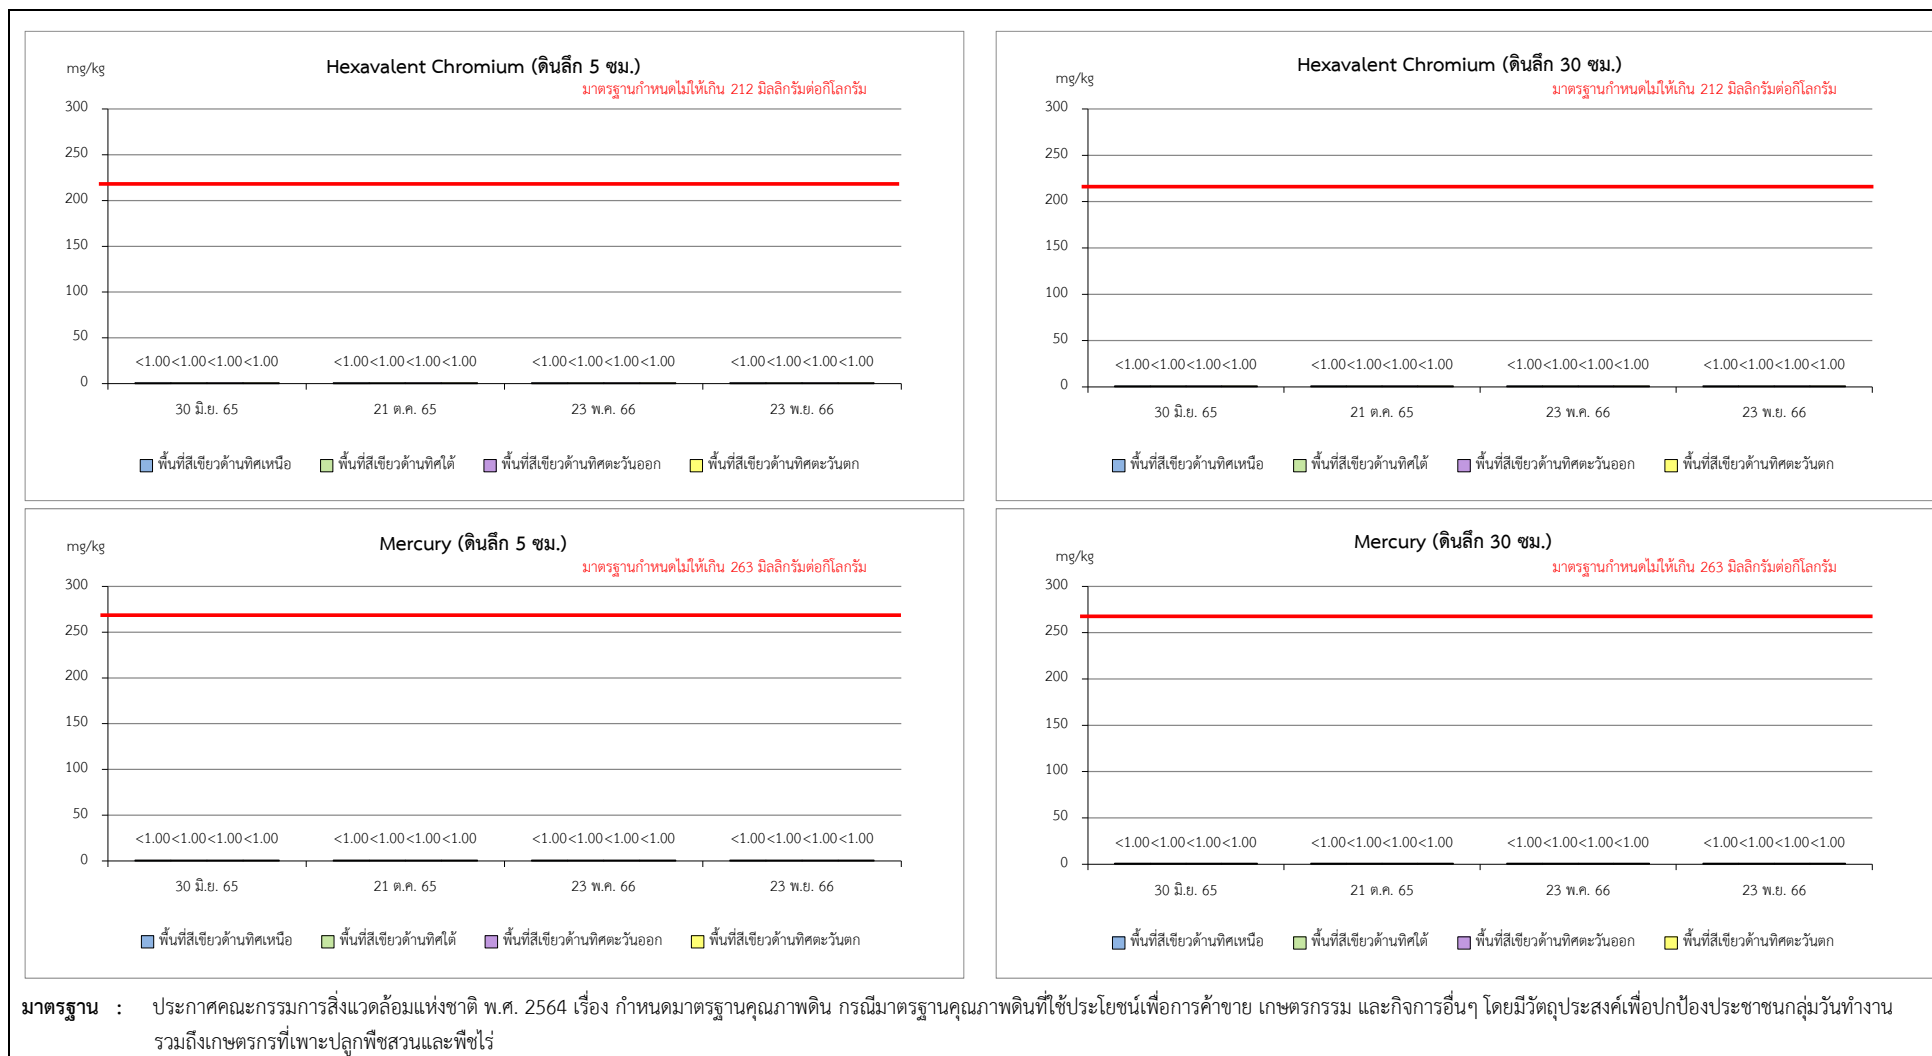 Hexavalent Chromium (ดินลึก 5 ซม.)
mg/kg
มาตรฐานกำหนดไม่ให้เกิน 212 มิลลิกรัมต่อกิโลกรัม
300
250
200
150
100
50
0
<1.00 <1.00 <1.00 <1.00 <1.00 <1.00 <1.00 <1.00 <1.00 <1.00 <1.00 <1.00 <1.00 <1.00 <1.00 <1.00
30 มิ.ย. 65 21 ต.ค. 65 23 พ.ค. 66 23 พ.ย. 66
พื้นที่สีเขียวด้านทิศเหนือ พื้นที่สีเขียวด้านทิศใต้ พื้นที่สีเขียวด้านทิศตะวันออก พื้นที่สีเขียวด้านทิศตะวันตก
Hexavalent Chromium (ดินลึก 30 ซม.)
mg/kg
มาตรฐานกำหนดไม่ให้เกิน 212 มิลลิกรัมต่อกิโลกรัม
300
250
200
150
100
50
0
<1.00 <1.00 <1.00 <1.00 <1.00 <1.00 <1.00 <1.00 <1.00 <1.00 <1.00 <1.00 <1.00 <1.00 <1.00 <1.00
30 มิ.ย. 65 21 ต.ค. 65 23 พ.ค. 66 23 พ.ย. 66
พื้นที่สีเขียวด้านทิศเหนือ พื้นที่สีเขียวด้านทิศใต้ พื้นที่สีเขียวด้านทิศตะวันออก พื้นที่สีเขียวด้านทิศตะวันตก
Mercury (ดินลึก 5 ซม.)
mg/kg
มาตรฐานกำหนดไม่ให้เกิน 263 มิลลิกรัมต่อกิโลกรัม
300
250
200
150
100
50
0
<1.00 <1.00 <1.00 <1.00 <1.00 <1.00 <1.00 <1.00 <1.00 <1.00 <1.00 <1.00 <1.00 <1.00 <1.00 <1.00
30 มิ.ย. 65 21 ต.ค. 65 23 พ.ค. 66 23 พ.ย. 66
พื้นที่สีเขียวด้านทิศเหนือ พื้นที่สีเขียวด้านทิศใต้ พื้นที่สีเขียวด้านทิศตะวันออก พื้นที่สีเขียวด้านทิศตะวันตก
Mercury (ดินลึก 30 ซม.)
mg/kg
มาตรฐานกำหนดไม่ให้เกิน 263 มิลลิกรัมต่อกิโลกรัม
300
250
200
150
100
50
0
<1.00 <1.00 <1.00 <1.00 <1.00 <1.00 <1.00 <1.00 <1.00 <1.00 <1.00 <1.00 <1.00 <1.00 <1.00 <1.00
30 มิ.ย. 65 21 ต.ค. 65 23 พ.ค. 66 23 พ.ย. 66
พื้นที่สีเขียวด้านทิศเหนือ พื้นที่สีเขียวด้านทิศใต้ พื้นที่สีเขียวด้านทิศตะวันออก พื้นที่สีเขียวด้านทิศตะวันตก
มาตรฐาน : ประกาศคณะกรรมการสิ่งแวดล้อมแห่งชาติ พ.ศ. 2564 เรื่อง กำหนดมาตรฐานคุณภาพดิน กรณีมาตรฐานคุณภาพดินที่ใช้ประโยชน์เพื่อการค้าขาย เกษตรกรรม และกิจการอื่นๆ โดยมีวัตถุประสงค์เพื่อปกป้องประชาชนกลุ่มวันทำงาน
รวมถึงเกษตรกรที่เพาะปลูกพืชสวนและพืชไร่